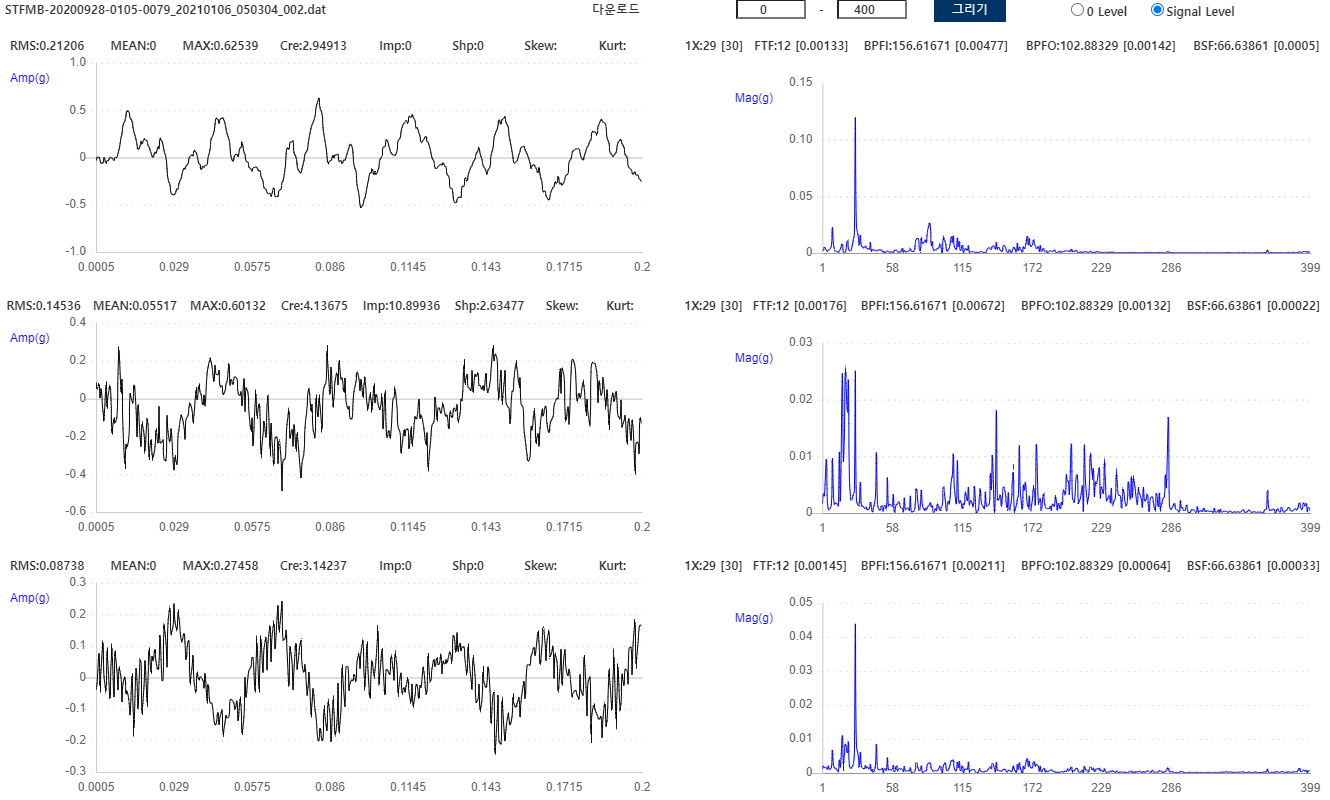 STFMB-20200928-0105-0079_20210106_050304_002.dat 다운로드 0 - 400 그리기 0 Level Signal Level
RMS:0.21206 MEAN:0 MAX:0.62539 Cre:2.94913 Imp:0 Shp:0 Skew: Kurt:
Amp(g)
1.0
0.5
0
-0.5
-1.0
0.0005 0.029 0.0575 0.086 0.1145 0.143 0.1715 0.2
1X:29 [30] FTF:12 [0.00133] BPFI:156.61671 [0.00477] BPFO:102.88329 [0.00142] BSF:66.63861 [0.0005]
Mag(g)
0.15
0.10
0.05
0
1 58 115 172 229 286 399
RMS:0.14536 MEAN:0.05517 MAX:0.60132 Cre:4.13675 Imp:10.89936 Shp:2.63477 Skew: Kurt:
Amp(g)
0.4
0.2
0
-0.2
-0.4
-0.6
0.0005 0.029 0.0575 0.086 0.1145 0.143 0.1715 0.2
1X:29 [30] FTF:12 [0.00176] BPFI:156.61671 [0.00672] BPFO:102.88329 [0.00132] BSF:66.63861 [0.00022]
Mag(g)
0.03
0.02
0.01
0
1 58 115 172 229 286 399
RMS:0.08738 MEAN:0 MAX:0.27458 Cre:3.14237 Imp:0 Shp:0 Skew: Kurt:
Amp(g)
0.3
0.2
0.1
0
-0.1
-0.2
-0.3
0.0005 0.029 0.0575 0.086 0.1145 0.143 0.1715 0.2
1X:29 [30] FTF:12 [0.00145] BPFI:156.61671 [0.00211] BPFO:102.88329 [0.00064] BSF:66.63861 [0.00033]
Mag(g)
0.05
0.04
0.03
0.02
0.01
0
1 58 115 172 229 286 399